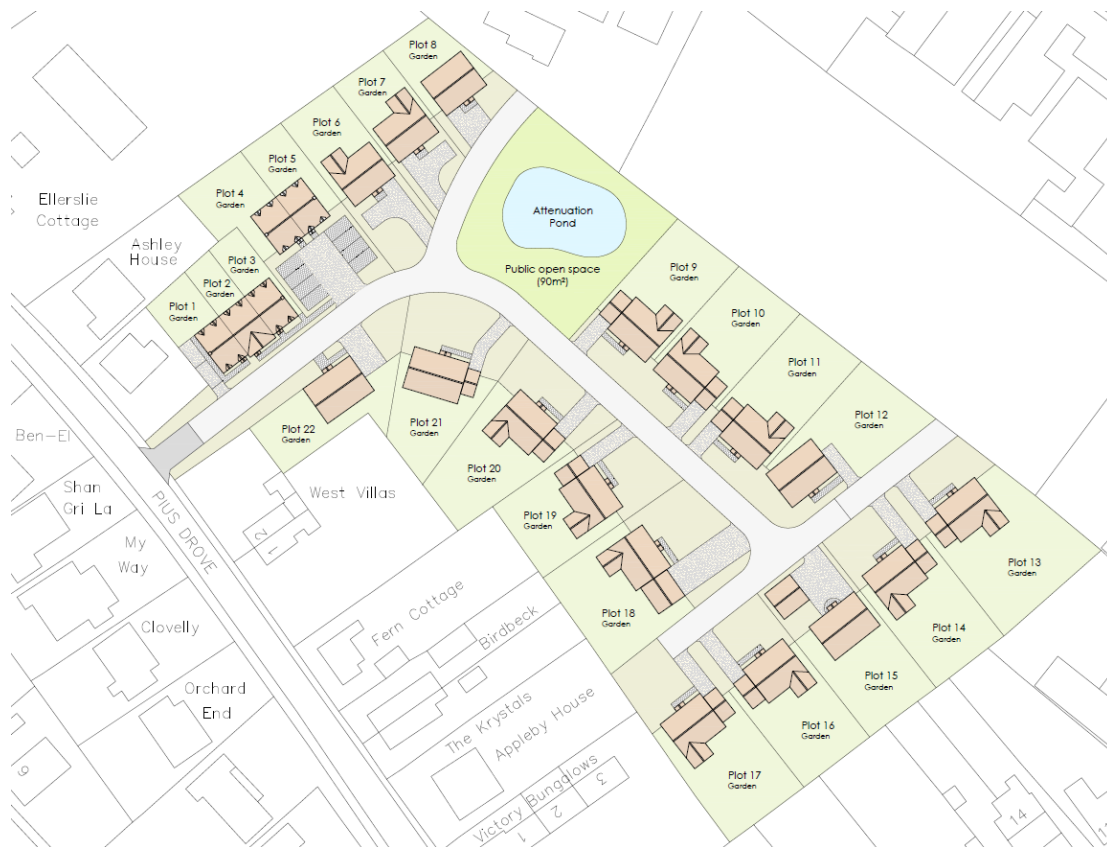 Plot 8
Garden
Plot 7
Garden
Plot 6
Garden
Plot 5
Garden
Plot 4
Garden
Plot 3
Garden
Plot 2
Garden
Plot 1
Garden
Ellerslie
Cottage
Ashley
House
Attenuation
Pond
Public open space
(90m²)
Plot 9
Garden
Plot 10
Garden
Plot 11
Garden
Plot 12
Garden
Plot 22
Garden
Plot 21
Garden
Plot 20
Garden
Plot 19
Garden
Plot 18
Garden
Plot 13
Garden
Plot 14
Garden
Plot 15
Garden
Plot 16
Garden
Plot 17
Garden
Ben-El
Shan
Gri La
My
Way
Clovelly
Orchard
End
9
PIUS DROVE
West Villas
2
1
Fern Cottage
Birdbeck
The Krystals
Appleby House
Victory Bungalows
1
2
3
14